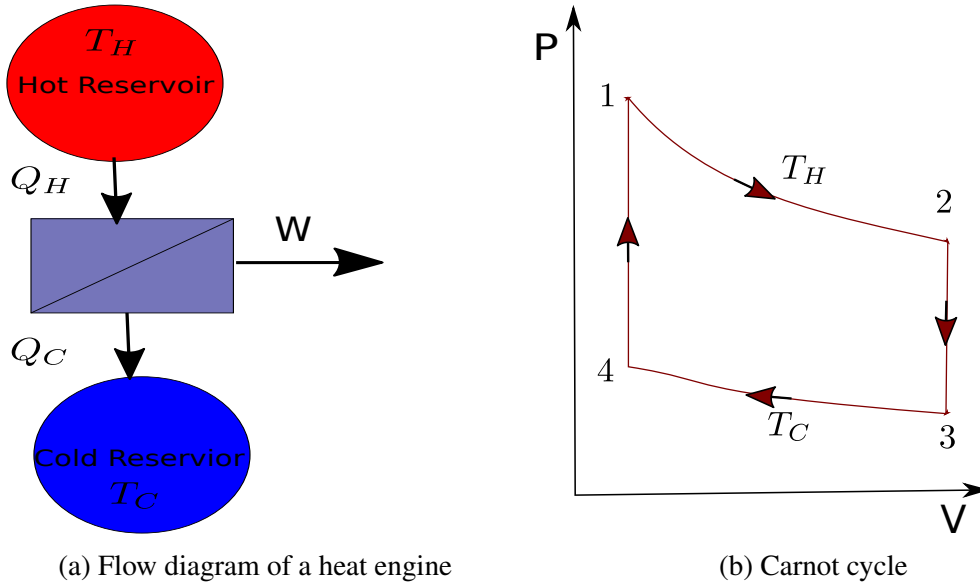 T_H
Hot Reservoir
Q_H
W
Q_C
Cold Reservior
T_C
(a) Flow diagram of a heat engine
P
1
T_H
2
4
T_C
3
V
(b) Carnot cycle